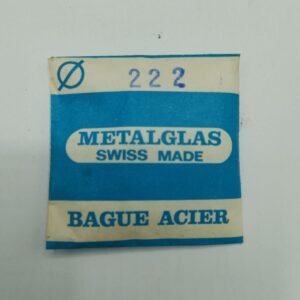 Ø 222
METALGLAS
SWISS MADE
BAGUE ACIER